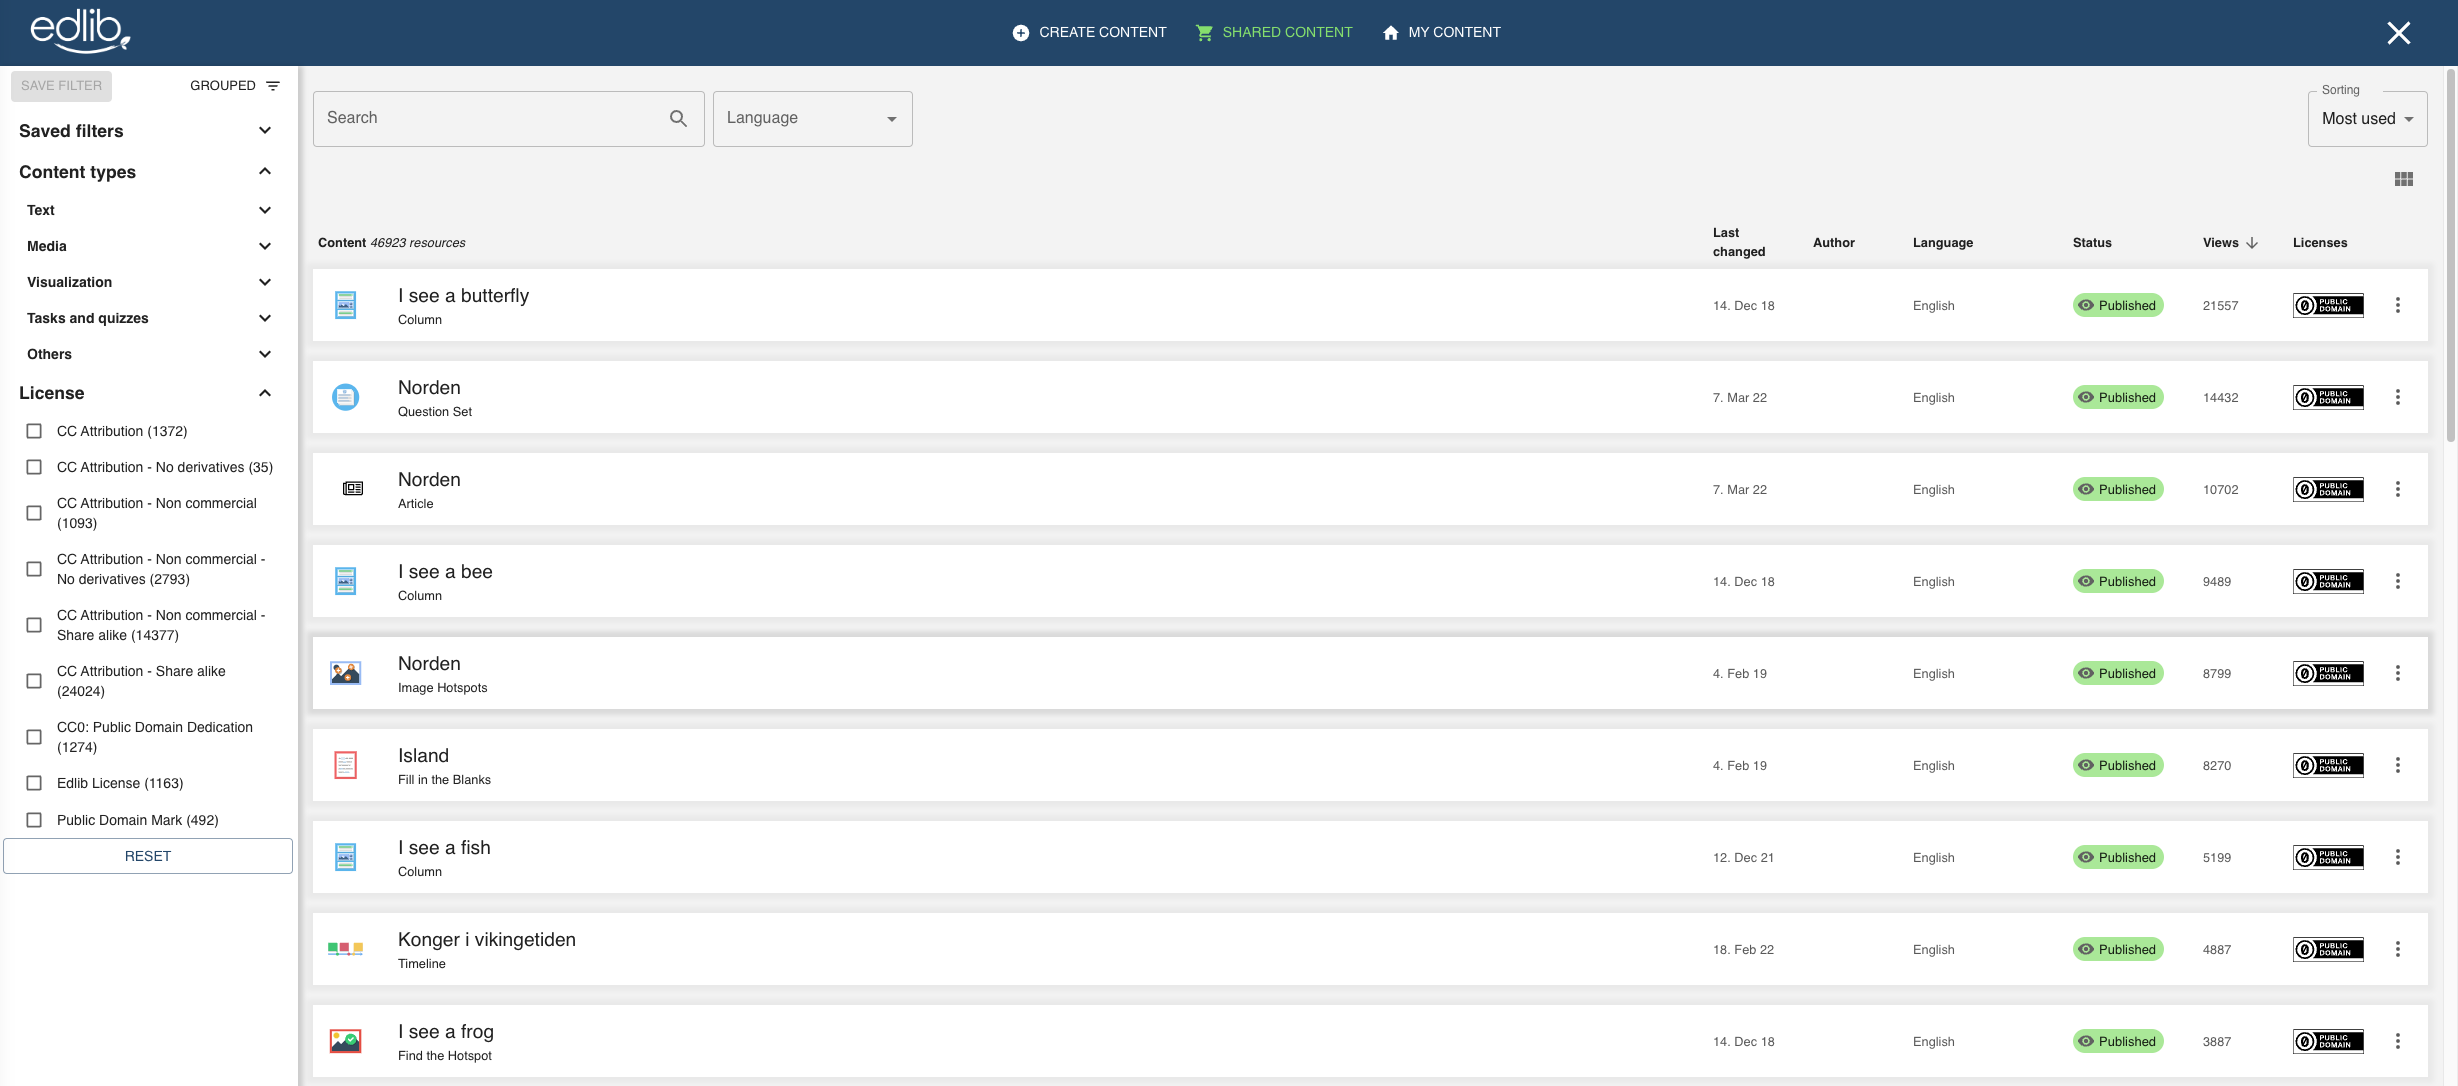 edlib
CREATE CONTENT
SHARED CONTENT
MY CONTENT
SAVE FILTER
GROUPED
Saved filters
Content types
Text
Media
Visualization
Tasks and quizzes
Others
License
CC Attribution (1372)
CC Attribution - No derivatives (35)
CC Attribution - Non commercial
(1093)
CC Attribution - Non commercial -
No derivatives (2793)
CC Attribution - Non commercial -
Share alike (14377)
CC Attribution - Share alike
(24024)
CC0: Public Domain Dedication
(1274)
Edlib License (1163)
Public Domain Mark (492)
RESET
Search
Language
Sorting
Most used
Content 46923 resources
Last
changed
Author
Language
Status
Views
Licenses
I see a butterfly
Column
14. Dec 18
English
Published
21557
PUBLIC
DOMAIN
Norden
Question Set
7. Mar 22
English
Published
14432
PUBLIC
DOMAIN
Norden
Article
7. Mar 22
English
Published
10702
PUBLIC
DOMAIN
I see a bee
Column
14. Dec 18
English
Published
9489
PUBLIC
DOMAIN
Norden
Image Hotspots
4. Feb 19
English
Published
8799
PUBLIC
DOMAIN
Island
Fill in the Blanks
4. Feb 19
English
Published
8270
PUBLIC
DOMAIN
I see a fish
Column
12. Dec 21
English
Published
5199
PUBLIC
DOMAIN
Konger i vikingetiden
Timeline
18. Feb 22
English
Published
4887
PUBLIC
DOMAIN
I see a frog
Find the Hotspot
14. Dec 18
English
Published
3887
PUBLIC
DOMAIN